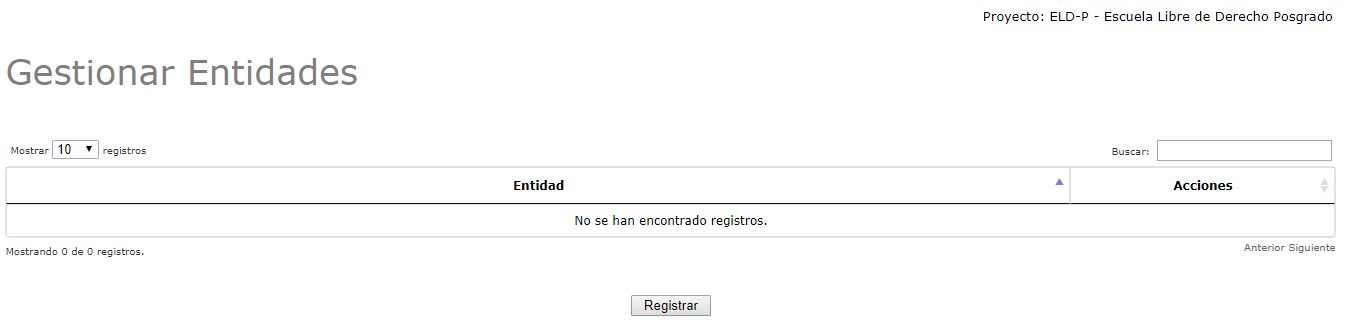 Proyecto: ELD-P - Escuela Libre de Derecho Posgrado
Gestionar Entidades
Mostrar 10 registros Buscar:
Entidad Acciones
No se han encontrado registros.
Mostrando 0 de 0 registros. Anterior Siguiente
Registrar